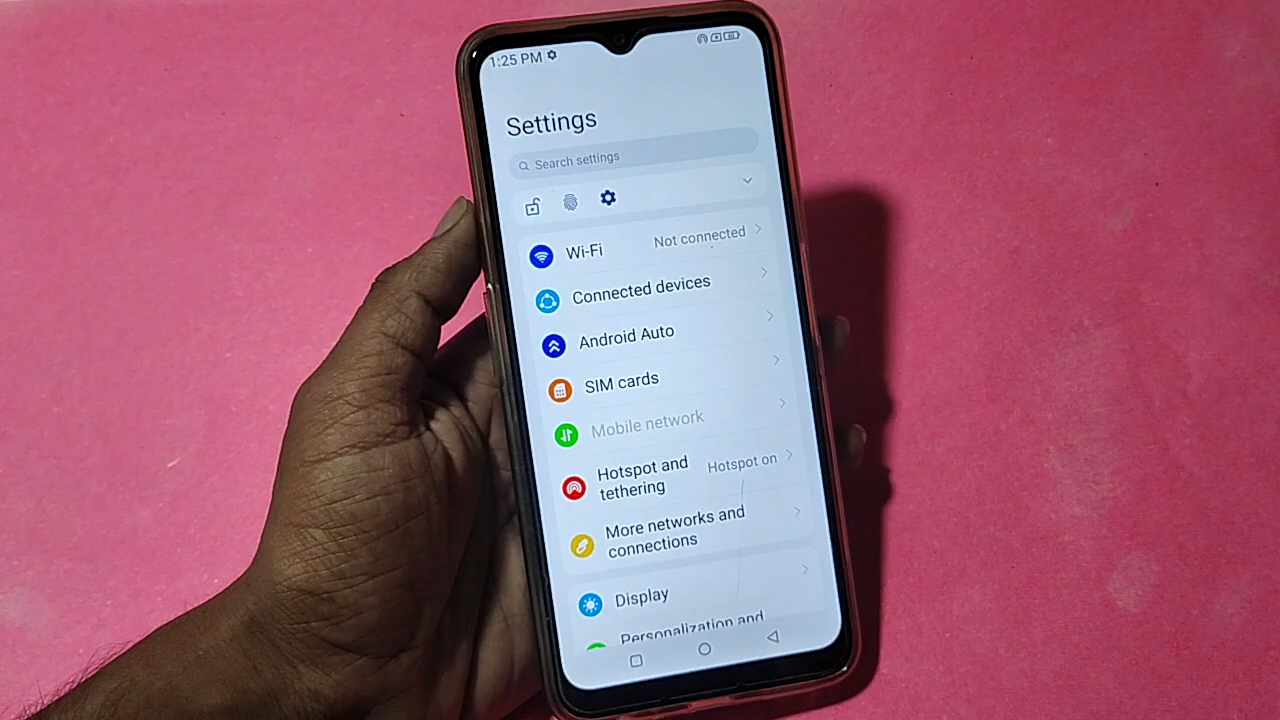 1:25 PM
Settings
Search settings
Wi-Fi Not connected
Connected devices
Android Auto
SIM cards
Mobile network
Hotspot and
tethering
Hotspot on
More networks and
connections
Display
Personalization and